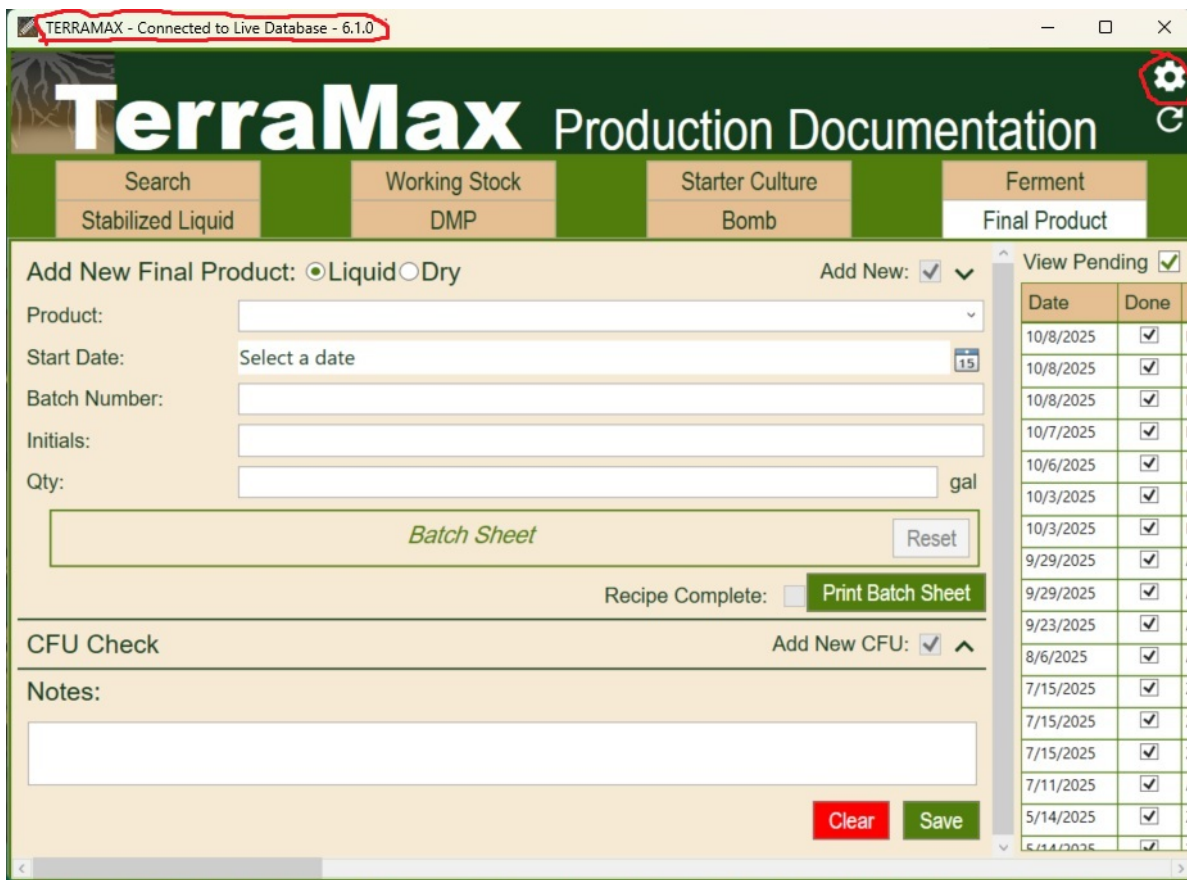 TERRAMAX - Connected to Live Database - 6.1.0
TerraMax Production Documentation
Search Working Stock Starter Culture Ferment
Stabilized Liquid DMP Bomb Final Product
Add New Final Product: Liquid Dry Add New:
Product:
Start Date: Select a date 15
Batch Number:
Initials:
Qty: gal
Batch Sheet Reset
Recipe Complete: Print Batch Sheet
CFU Check Add New CFU:
Notes:
Clear Save
View Pending
Date Done
10/8/2025
10/8/2025
10/8/2025
10/7/2025
10/6/2025
10/3/2025
10/3/2025
9/29/2025
9/29/2025
9/23/2025
8/6/2025
7/15/2025
7/15/2025
7/15/2025
7/11/2025
5/14/2025
5/14/2025